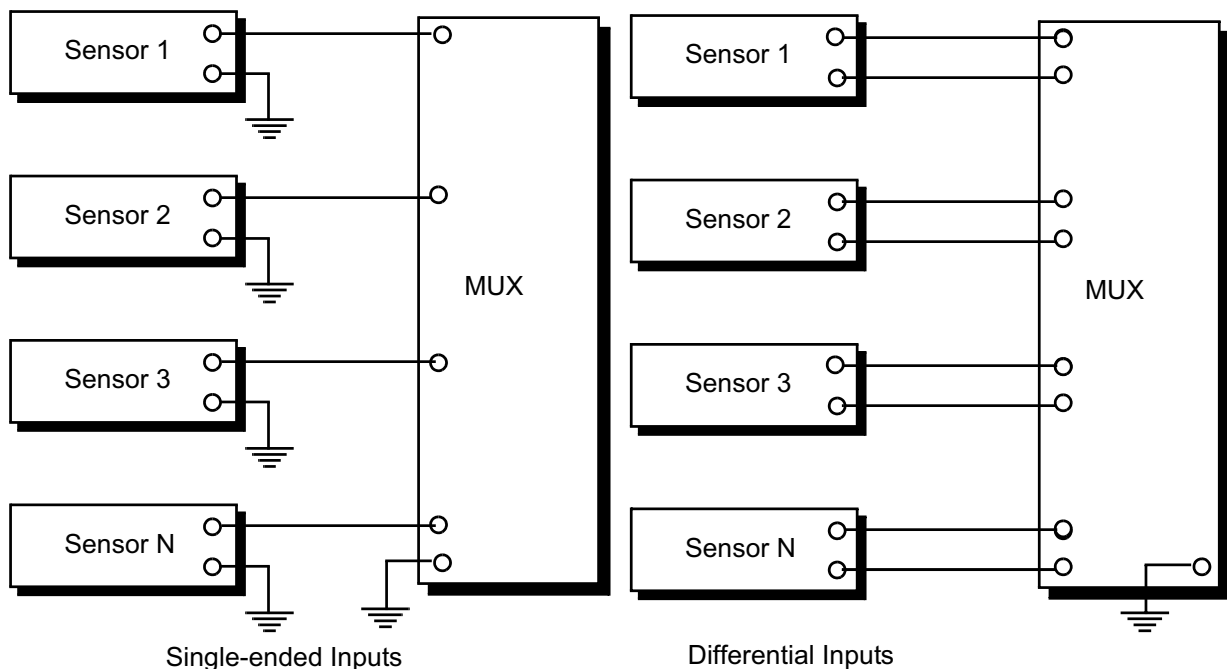 Sensor 1
Sensor 2
Sensor 3
Sensor N
MUX
Single-ended Inputs
Sensor 1
Sensor 2
Sensor 3
Sensor N
MUX
Differential Inputs